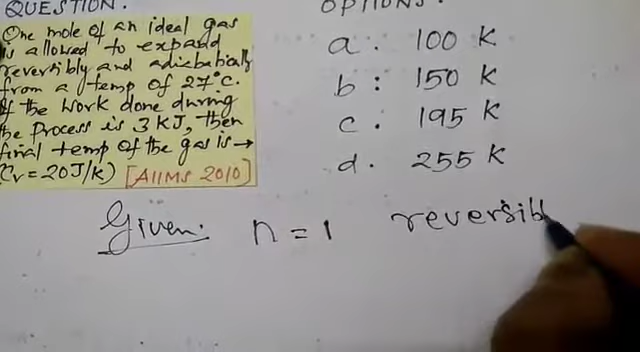 QUESTION.
One mole of an ideal gas
is allowed to expand
reversibly and adiabatically
from a temp of 27°C.
If the work done during
the Process is 3 KJ, then
final temp of the gas is →
(Cv = 20J/K) [AIIMS 2010]
OPTIONS.
a. 100 K
b: 150 K
c. 195 K
d. 255 K
Given. n = 1 reversibl